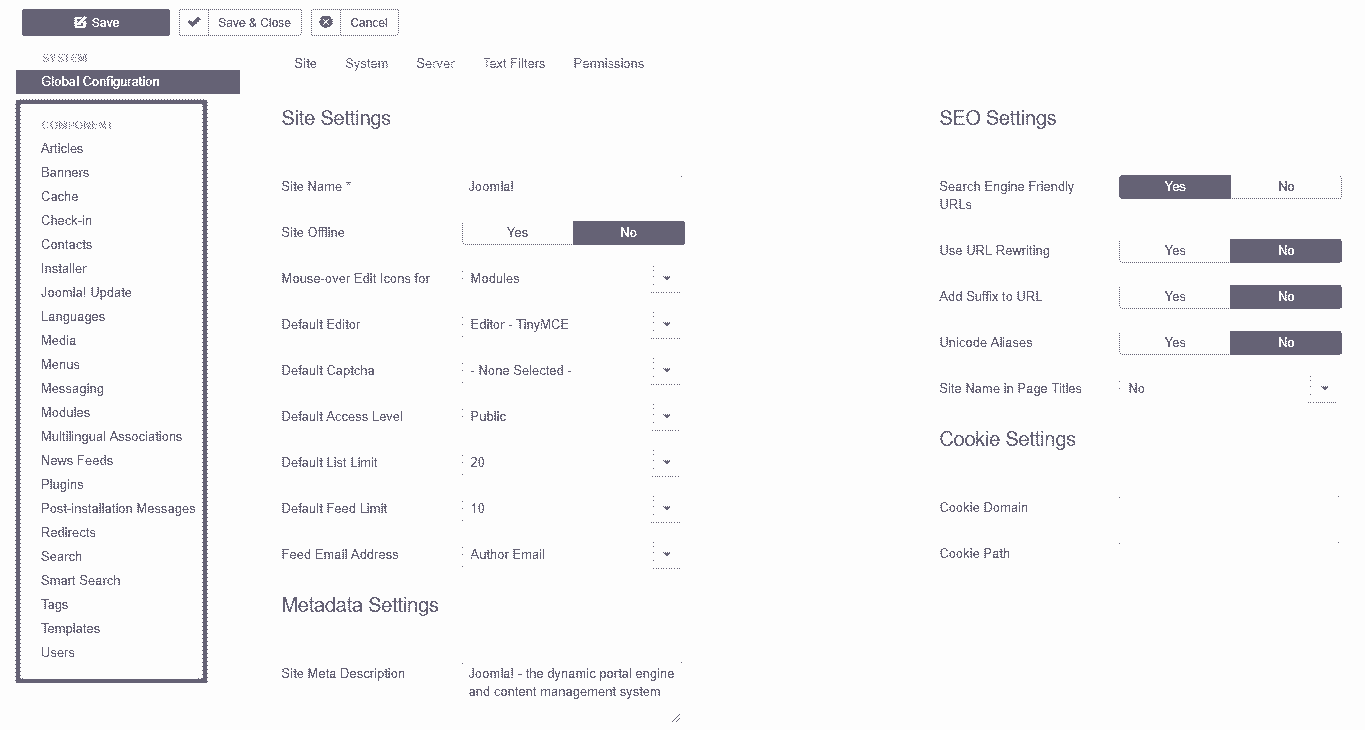 Save
Save & Close
Cancel
SYSTEM
Global Configuration
COMPONENT
Articles
Banners
Cache
Check-in
Contacts
Installer
Joomla! Update
Languages
Media
Menus
Messaging
Modules
Multilingual Associations
News Feeds
Plugins
Post-installation Messages
Redirects
Search
Smart Search
Tags
Templates
Users
Site
System
Server
Text Filters
Permissions
Site Settings
Site Name *
Joomla!
Site Offline
Yes
No
Mouse-over Edit Icons for
Modules
Default Editor
Editor - TinyMCE
Default Captcha
- None Selected -
Default Access Level
Public
Default List Limit
20
Default Feed Limit
10
Feed Email Address
Author Email
Metadata Settings
Site Meta Description
Joomla! - the dynamic portal engine
and content management system
SEO Settings
Search Engine Friendly
URLs
Yes
No
Use URL Rewriting
Yes
No
Add Suffix to URL
Yes
No
Unicode Aliases
Yes
No
Site Name in Page Titles
No
Cookie Settings
Cookie Domain
Cookie Path